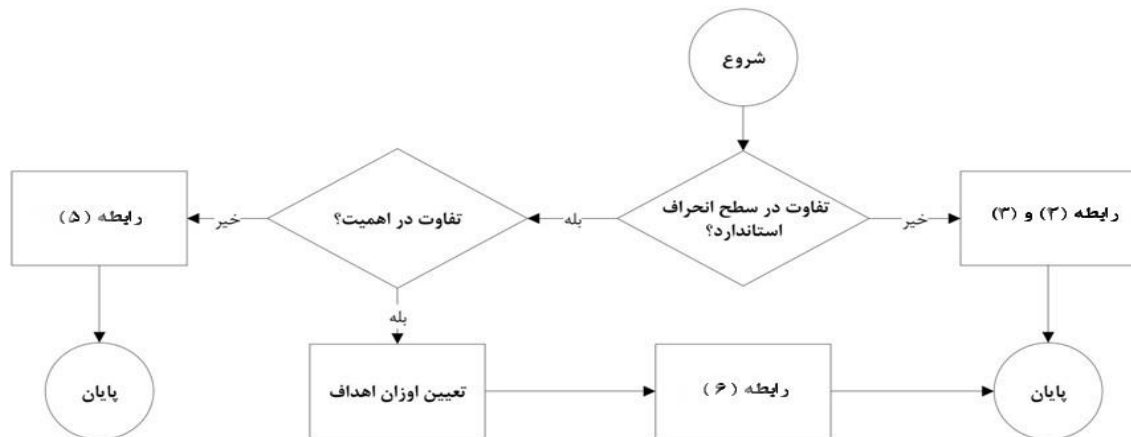 شروع
تفاوت در سطح انحراف
استاندارد؟
خیر
رابطه (۲) و (۳)
بله
تفاوت در اهمیت؟
خیر
رابطه (۵)
بله
تعیین اوزان اهداف
رابطه (۶)
پایان
پایان